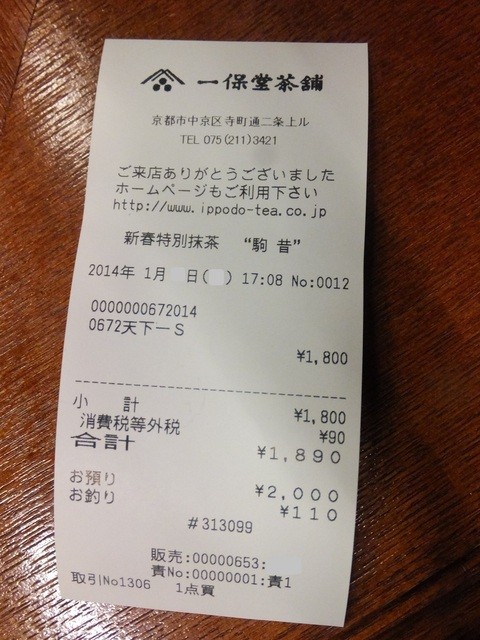 一保堂茶舗
京都市中京区寺町通二条上ル
TEL 075(211)3421
ご来店ありがとうございました
ホームページもご利用下さい
http://www.ippodo-tea.co.jp
新春特別抹茶 “駒 昔”
2014年 1月 日( ) 17:08 No:0012
0000000672014
0672天下一S
¥1,800
小 計 ¥1,800
消費税等外税 ¥90
合計 ¥1,890
お預り ¥2,000
お釣り ¥110
#313099
販売:00000653:
責No:00000001:責1
取引No1306 1点買